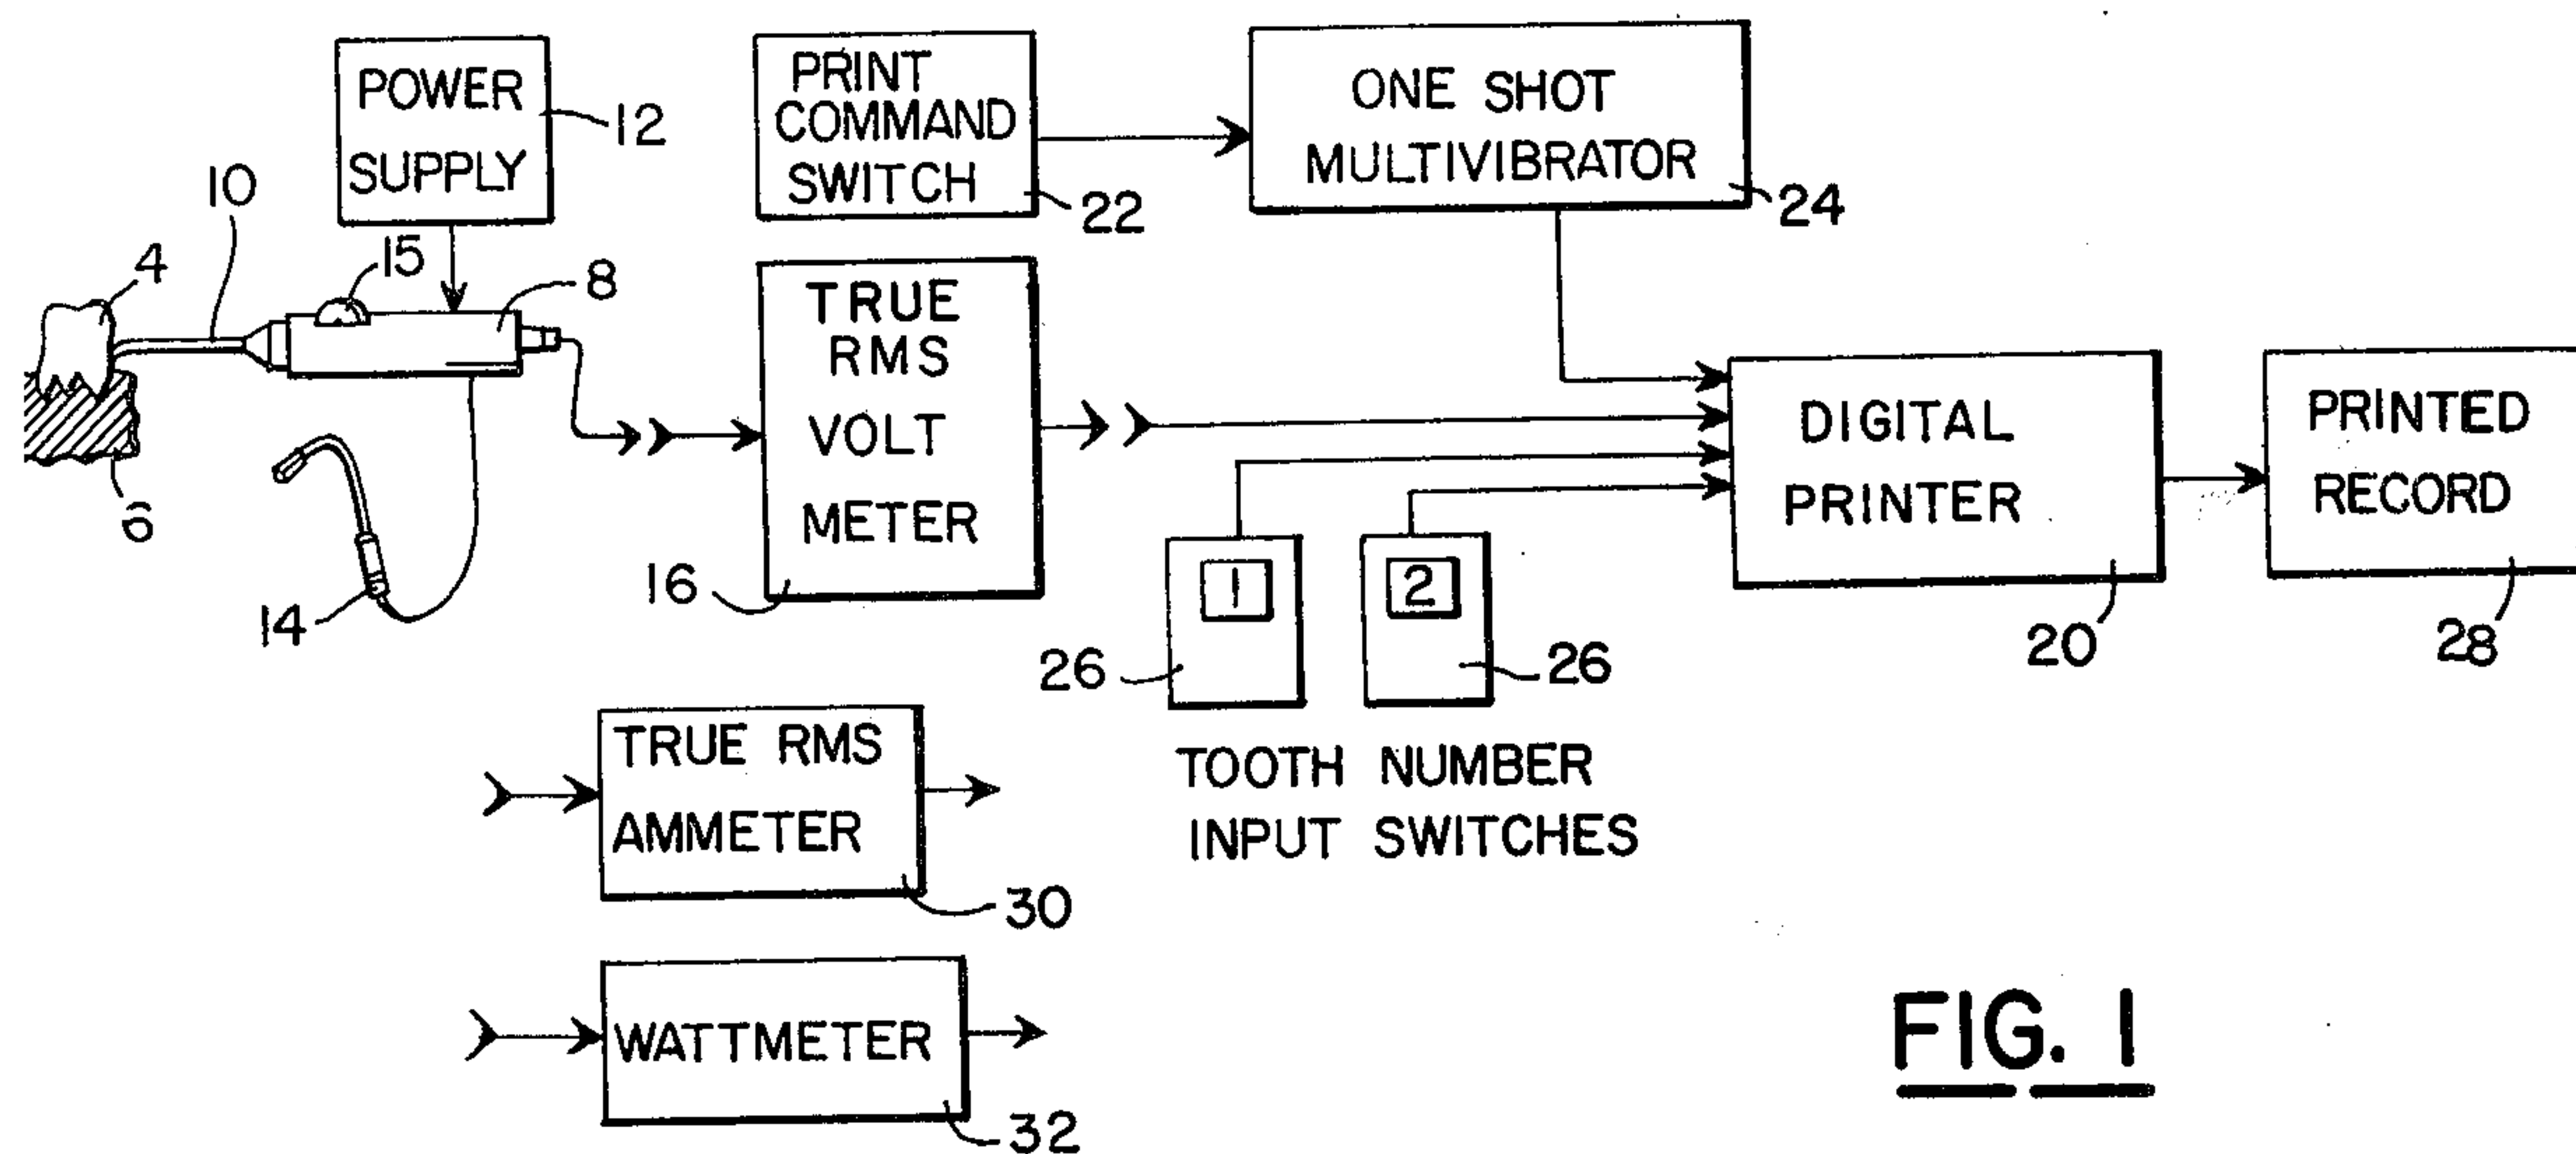 POWER
SUPPLY
12
PRINT
COMMAND
SWITCH
22
ONE SHOT
MULTIVIBRATOR
24
10
4
15
8
6
14
TRUE
RMS
VOLT
METER
16
DIGITAL
PRINTER
20
PRINTED
RECORD
28
1
2
26
26
TOOTH NUMBER
INPUT SWITCHES
TRUE RMS
AMMETER
30
WATTMETER
32
FIG. 1